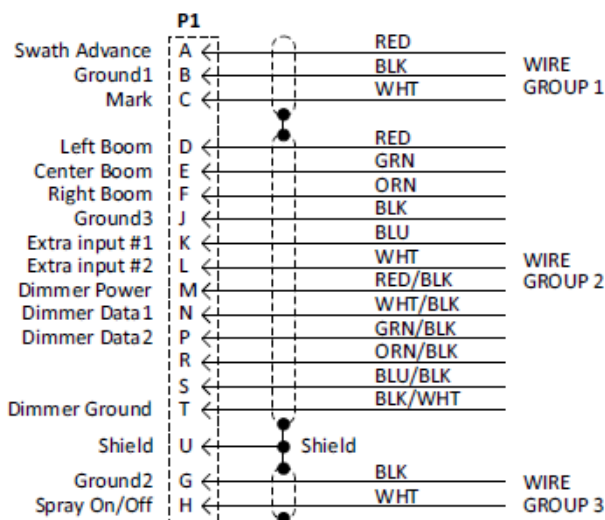 P1
Swath Advance A RED
Ground1 B BLK WIRE
Mark C WHT GROUP 1
Left Boom D RED
Center Boom E GRN
Right Boom F ORN
Ground3 J BLK
Extra input #1 K BLU
Extra input #2 L WHT WIRE
Dimmer Power M RED/BLK GROUP 2
Dimmer Data1 N WHT/BLK
Dimmer Data2 P GRN/BLK
R ORN/BLK
S BLU/BLK
Dimmer Ground T BLK/WHT
Shield U Shield
Ground2 G BLK WIRE
Spray On/Off H WHT GROUP 3